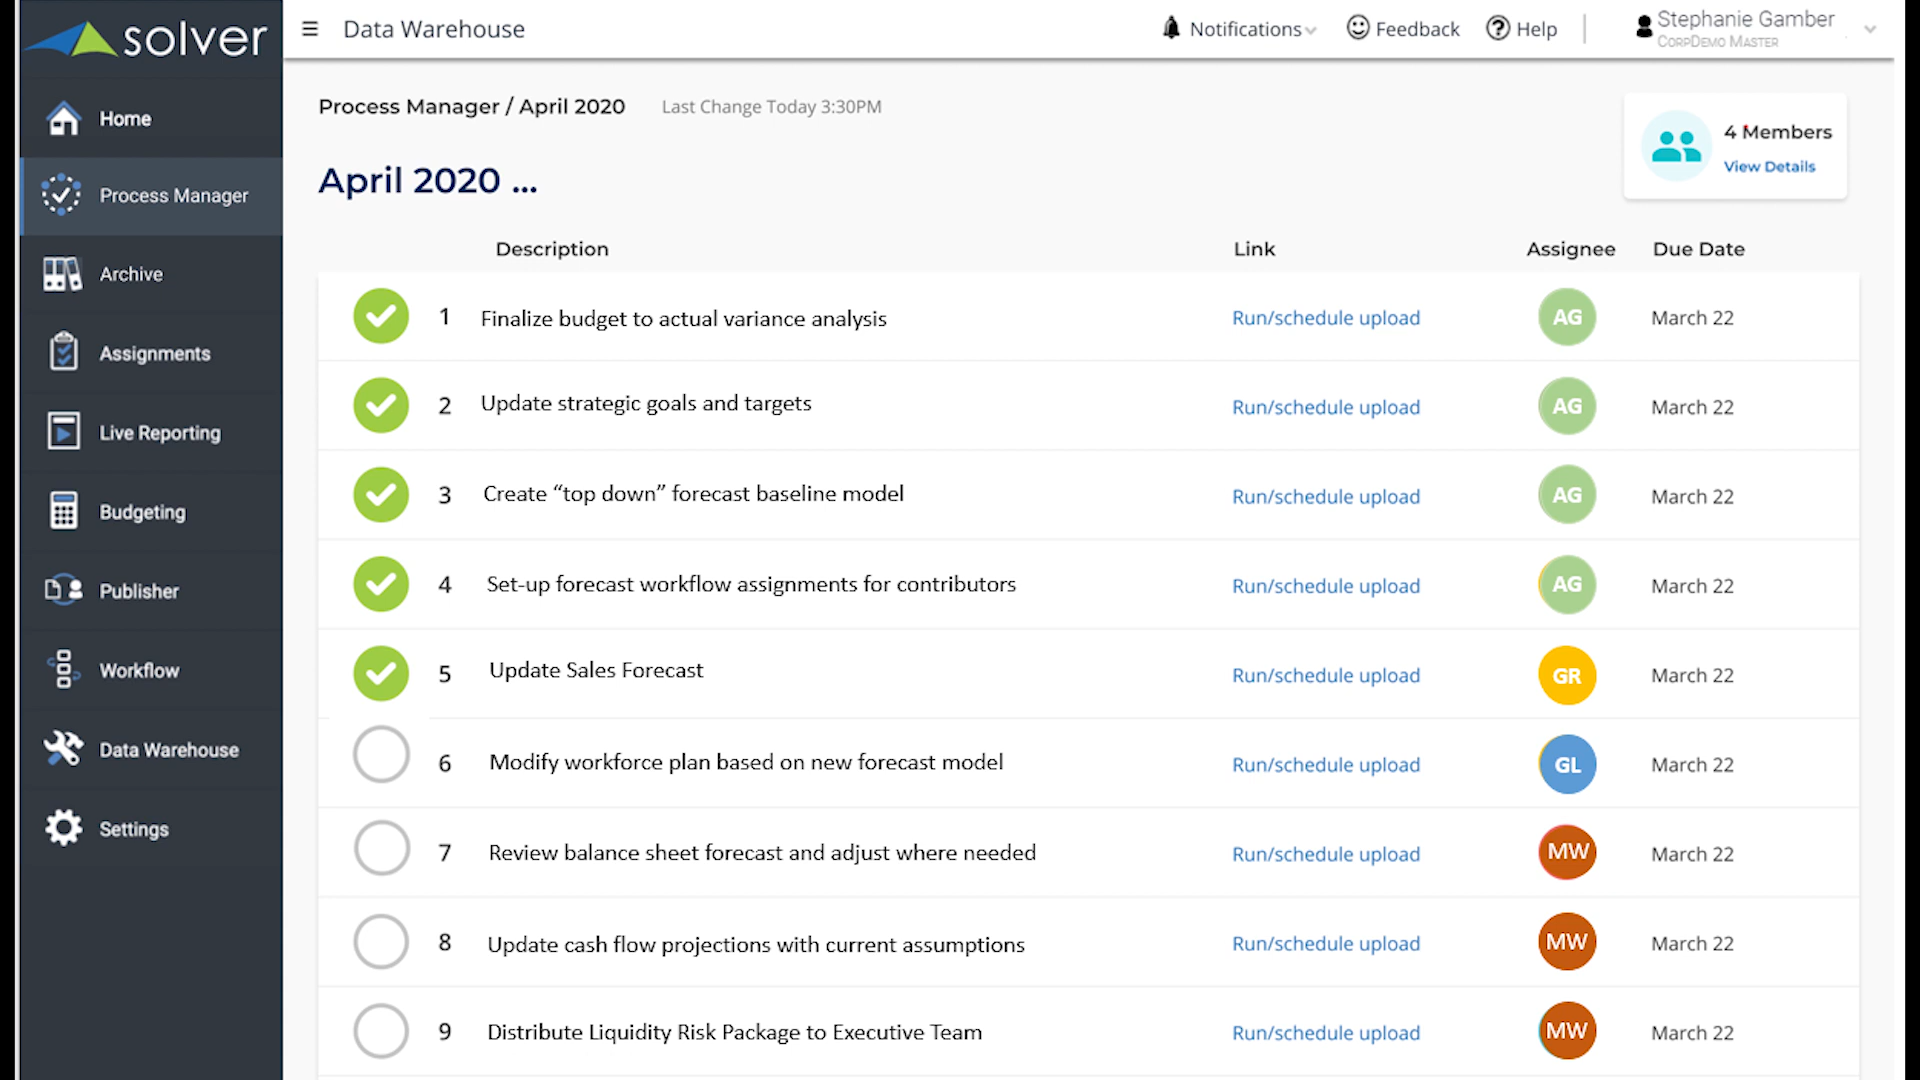 solver
Data Warehouse
Notifications
Feedback
Help
Stephanie Gamber
CorpDemo Master
Home
Process Manager
Archive
Assignments
Live Reporting
Budgeting
Publisher
Workflow
Data Warehouse
Settings
Process Manager / April 2020 Last Change Today 3:30PM
4 Members
View Details
April 2020 ...
Description Link Assignee Due Date
1 Finalize budget to actual variance analysis Run/schedule upload AG March 22
2 Update strategic goals and targets Run/schedule upload AG March 22
3 Create “top down” forecast baseline model Run/schedule upload AG March 22
4 Set-up forecast workflow assignments for contributors Run/schedule upload AG March 22
5 Update Sales Forecast Run/schedule upload GR March 22
6 Modify workforce plan based on new forecast model Run/schedule upload GL March 22
7 Review balance sheet forecast and adjust where needed Run/schedule upload MW March 22
8 Update cash flow projections with current assumptions Run/schedule upload MW March 22
9 Distribute Liquidity Risk Package to Executive Team Run/schedule upload MW March 22